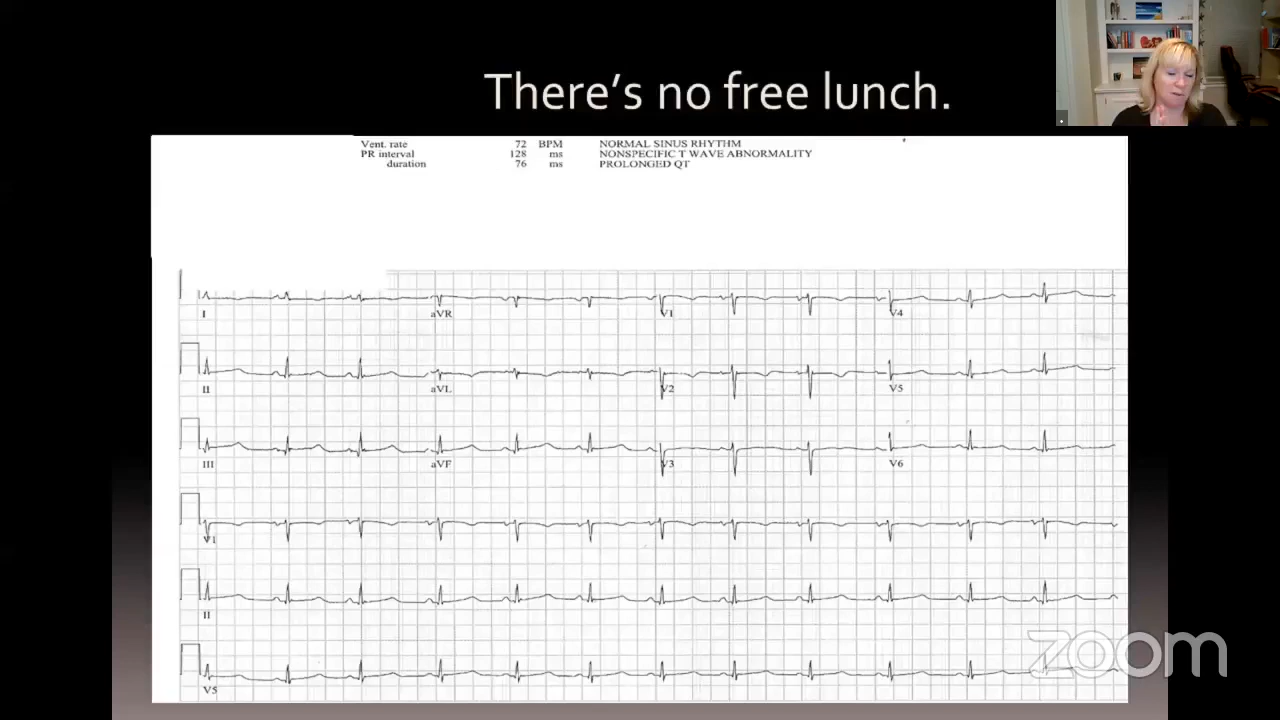 There's no free lunch.
Vent. rate 72 BPM NORMAL SINUS RHYTHM
PR interval 128 ms NONSPECIFIC T WAVE ABNORMALITY
duration 76 ms PROLONGED QT
I aVR V1 V4
II aVL V2 V5
III aVF V3 V6
V1
II
V5
zoom